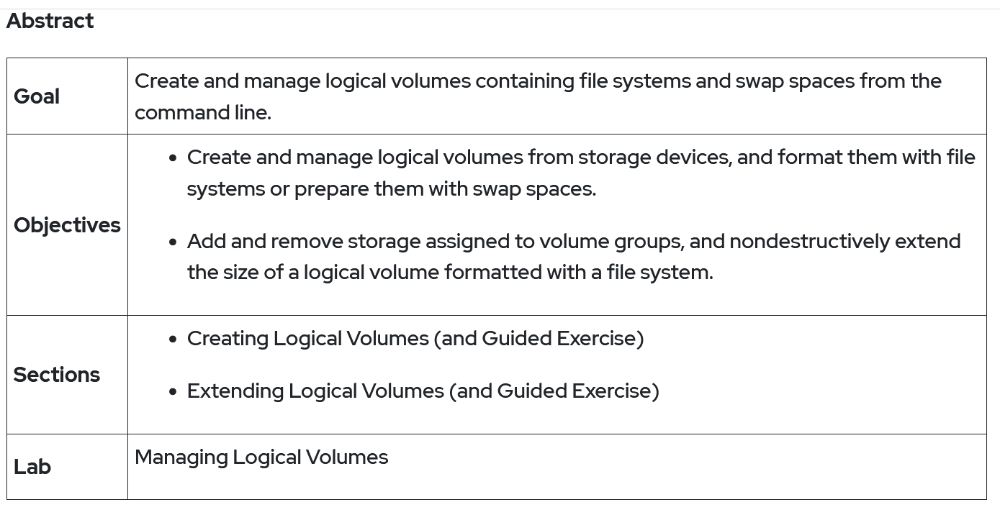 Abstract
Goal
Create and manage logical volumes containing file systems and swap spaces from the
command line.
Objectives
• Create and manage logical volumes from storage devices, and format them with file
systems or prepare them with swap spaces.
• Add and remove storage assigned to volume groups, and nondestructively extend
the size of a logical volume formatted with a file system.
Sections
• Creating Logical Volumes (and Guided Exercise)
• Extending Logical Volumes (and Guided Exercise)
Lab
Managing Logical Volumes